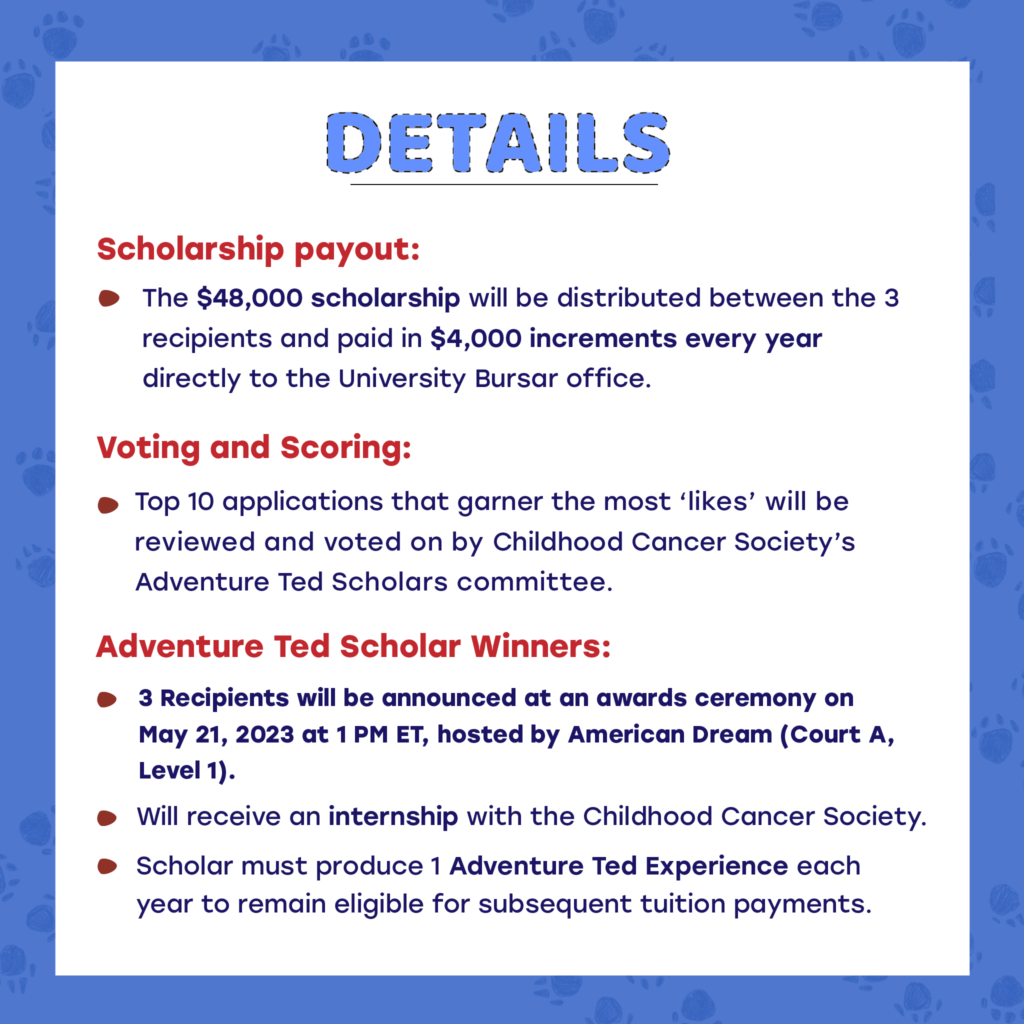 DETAILS
Scholarship payout:
The $48,000 scholarship will be distributed between the 3
recipients and paid in $4,000 increments every year
directly to the University Bursar office.
Voting and Scoring:
Top 10 applications that garner the most ‘likes’ will be
reviewed and voted on by Childhood Cancer Society’s
Adventure Ted Scholars committee.
Adventure Ted Scholar Winners:
3 Recipients will be announced at an awards ceremony on
May 21, 2023 at 1 PM ET, hosted by American Dream (Court A,
Level 1).
Will receive an internship with the Childhood Cancer Society.
Scholar must produce 1 Adventure Ted Experience each
year to remain eligible for subsequent tuition payments.